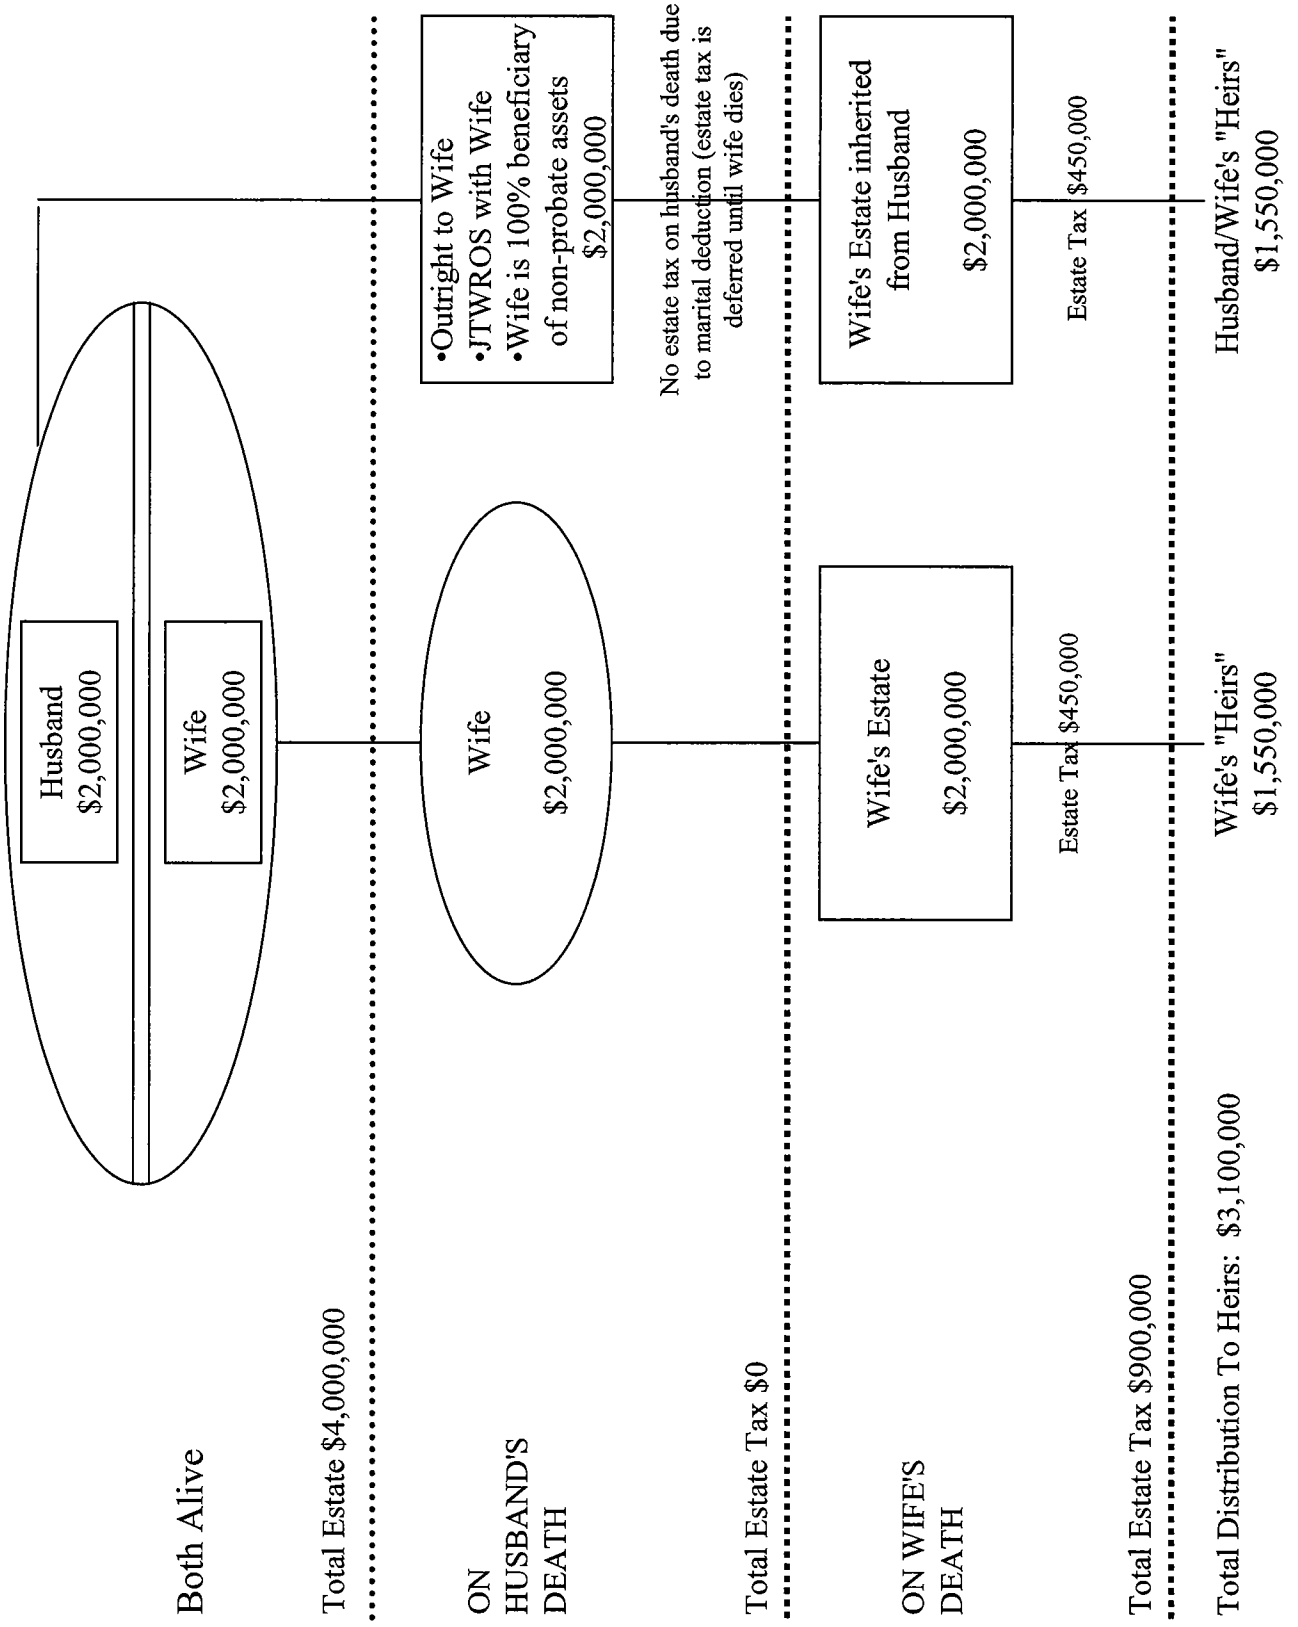 Husband
$2,000,000
Wife
$2,000,000
Both Alive
Total Estate $4,000,000
ON
HUSBAND'S
DEATH
Wife
$2,000,000
•Outright to Wife
•JTWROS with Wife
•Wife is 100% beneficiary
of non-probate assets
$2,000,000
No estate tax on husband's death due
to marital deduction (estate tax is
deferred until wife dies)
Total Estate Tax $0
ON WIFE'S
DEATH
Wife's Estate
$2,000,000
Wife's Estate inherited
from Husband
$2,000,000
Estate Tax $450,000
Estate Tax $450,000
Total Estate Tax $900,000
Total Distribution To Heirs: $3,100,000
Wife's "Heirs"
$1,550,000
Husband/Wife's "Heirs"
$1,550,000